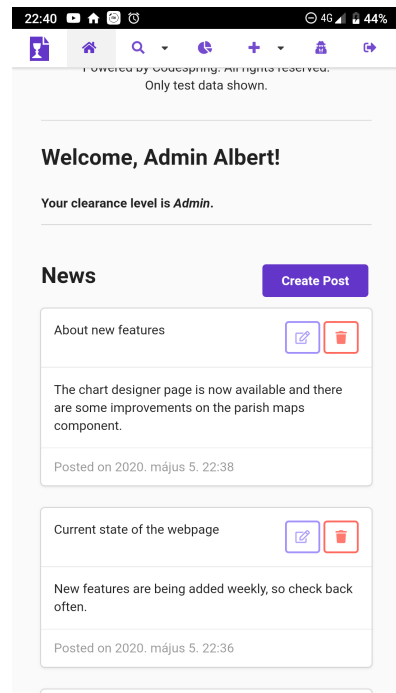 22:40
4G
44%
Powered by Codespring. All rights reserved.
Only test data shown.
Welcome, Admin Albert!
Your clearance level is Admin.
News
Create Post
About new features
The chart designer page is now available and there
are some improvements on the parish maps
component.
Posted on 2020. május 5. 22:38
Current state of the webpage
New features are being added weekly, so check back
often.
Posted on 2020. május 5. 22:36